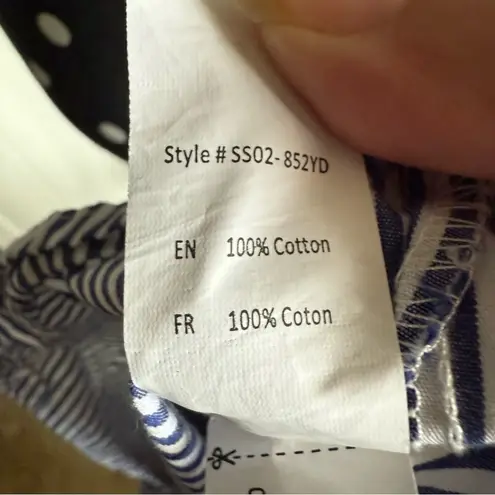 Style # SS02-852YD
EN 100% Cotton
FR 100% Coton